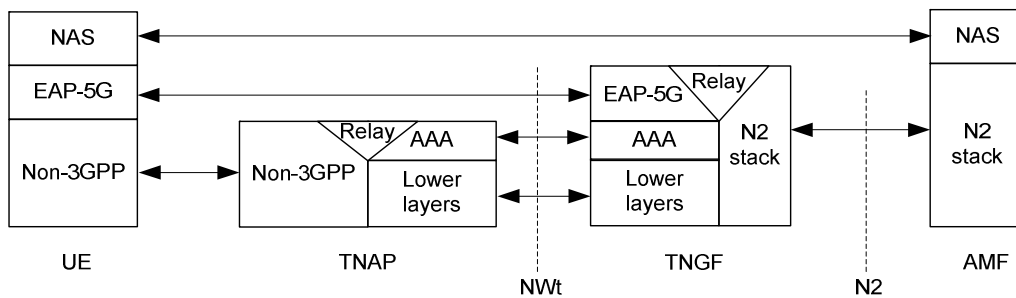 NAS
NAS
EAP-5G
EAP-5G
Relay
Relay
AAA
AAA
N2
stack
N2
stack
Non-3GPP
Non-3GPP
Lower
layers
Lower
layers
UE
TNAP
TNGF
AMF
NWt
N2